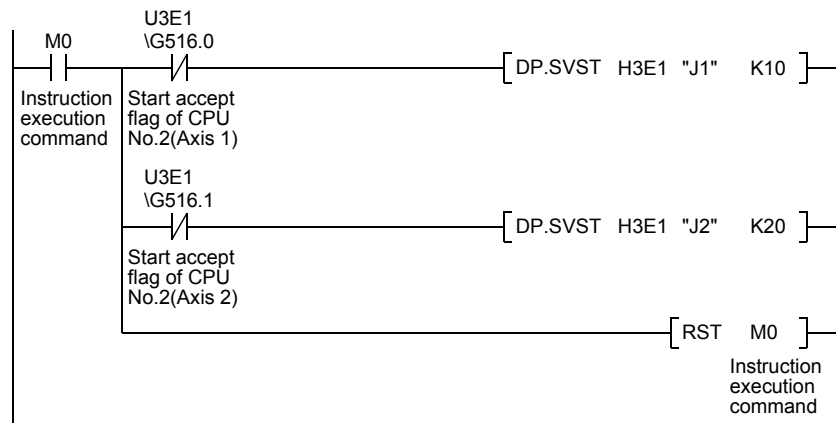 U3E1
M0 \G516.0
DP.SVST H3E1 "J1" K10
Instruction
execution
command
Start accept
flag of CPU
No.2(Axis 1)
U3E1
\G516.1
DP.SVST H3E1 "J2" K20
Start accept
flag of CPU
No.2(Axis 2)
RST M0
Instruction
execution
command